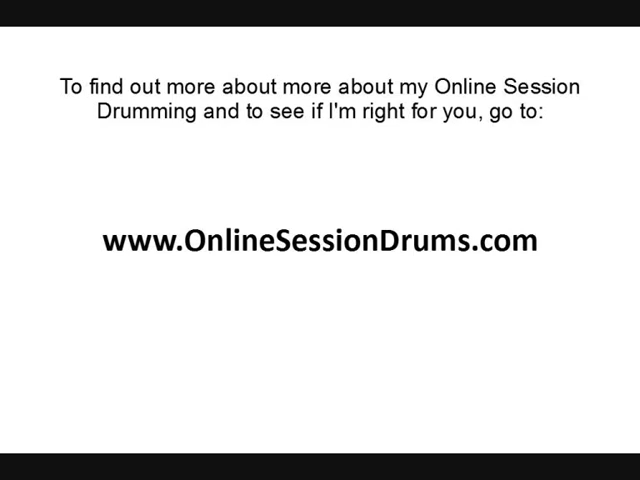 To find out more about more about my Online Session
Drumming and to see if I'm right for you, go to:
www.OnlineSessionDrums.com